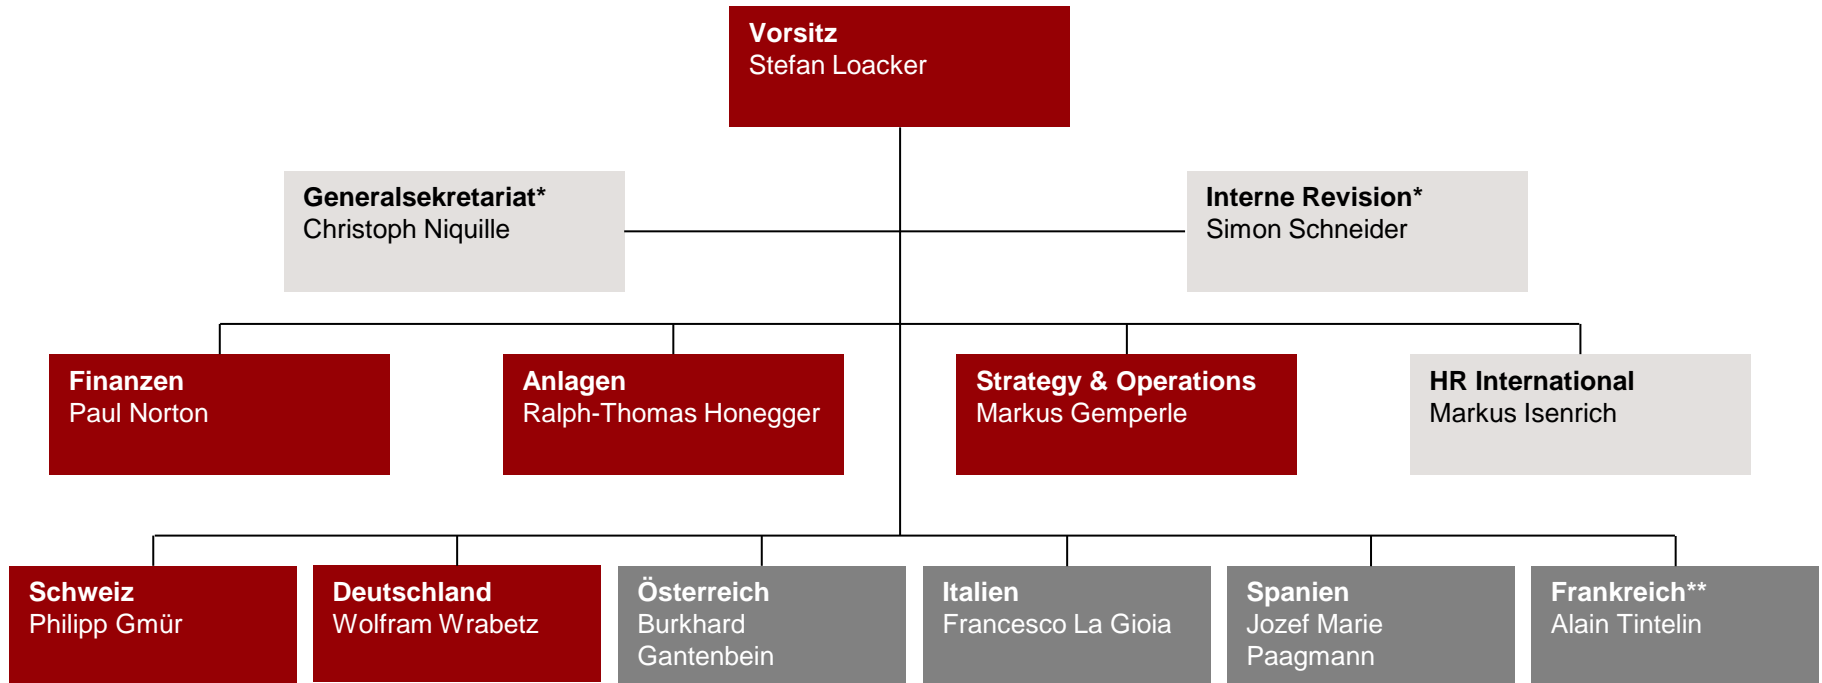 Vorsitz
Stefan Loacker
Generalsekretariat*
Christoph Niquille
Interne Revision*
Simon Schneider
Finanzen
Paul Norton
Anlagen
Ralph-Thomas Honegger
Strategy & Operations
Markus Gemperle
HR International
Markus Isenrich
Schweiz
Philipp Gmür
Deutschland
Wolfram Wrabetz
Österreich
Burkhard
Gantenbein
Italien
Francesco La Gioia
Spanien
Jozef Marie
Paagmann
Frankreich**
Alain Tintelin